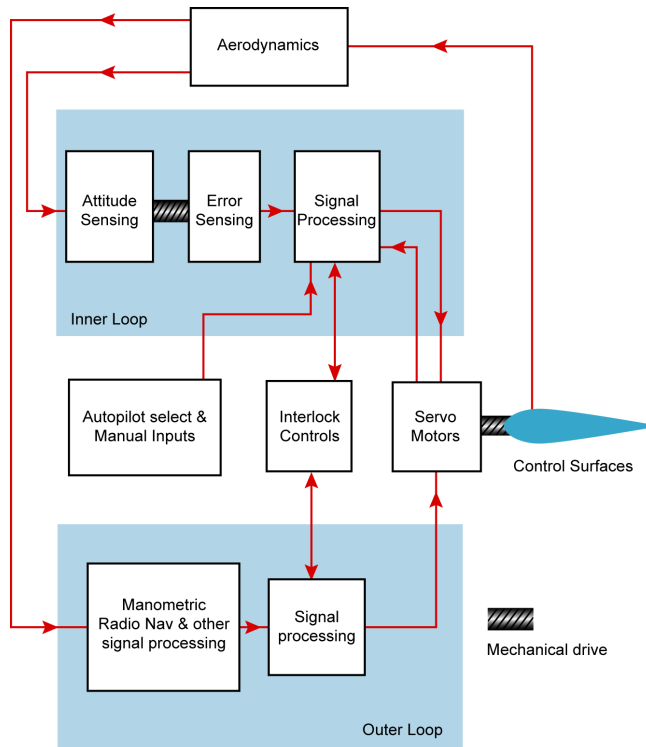 Aerodynamics
Attitude
Sensing
Error
Sensing
Signal
Processing
Inner Loop
Autopilot select &
Manual Inputs
Interlock
Controls
Servo
Motors
Control Surfaces
Manometric
Radio Nav & other
signal processing
Signal
processing
Mechanical drive
Outer Loop